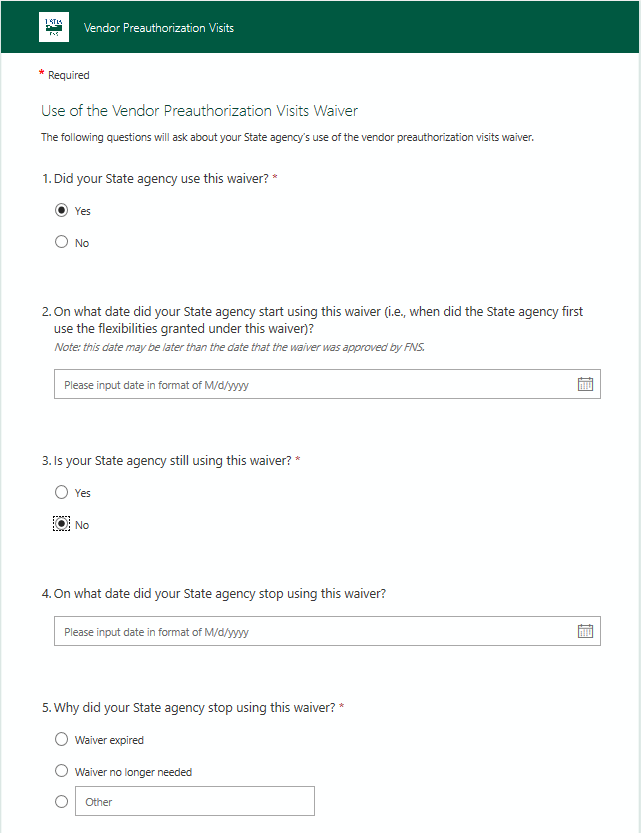 Vendor Preauthorization Visits
* Required
Use of the Vendor Preauthorization Visits Waiver
The following questions will ask about your State agency's use of the vendor preauthorization visits waiver.
1. Did your State agency use this waiver? *
Yes
No
2. On what date did your State agency start using this waiver (i.e., when did the State agency first
use the flexibilities granted under this waiver)?
Note: this date may be later than the date that the waiver was approved by FNS.
Please input date in format of M/d/yyyy
3. Is your State agency still using this waiver? *
Yes
No
4. On what date did your State agency stop using this waiver?
Please input date in format of M/d/yyyy
5. Why did your State agency stop using this waiver? *
Waiver expired
Waiver no longer needed
Other